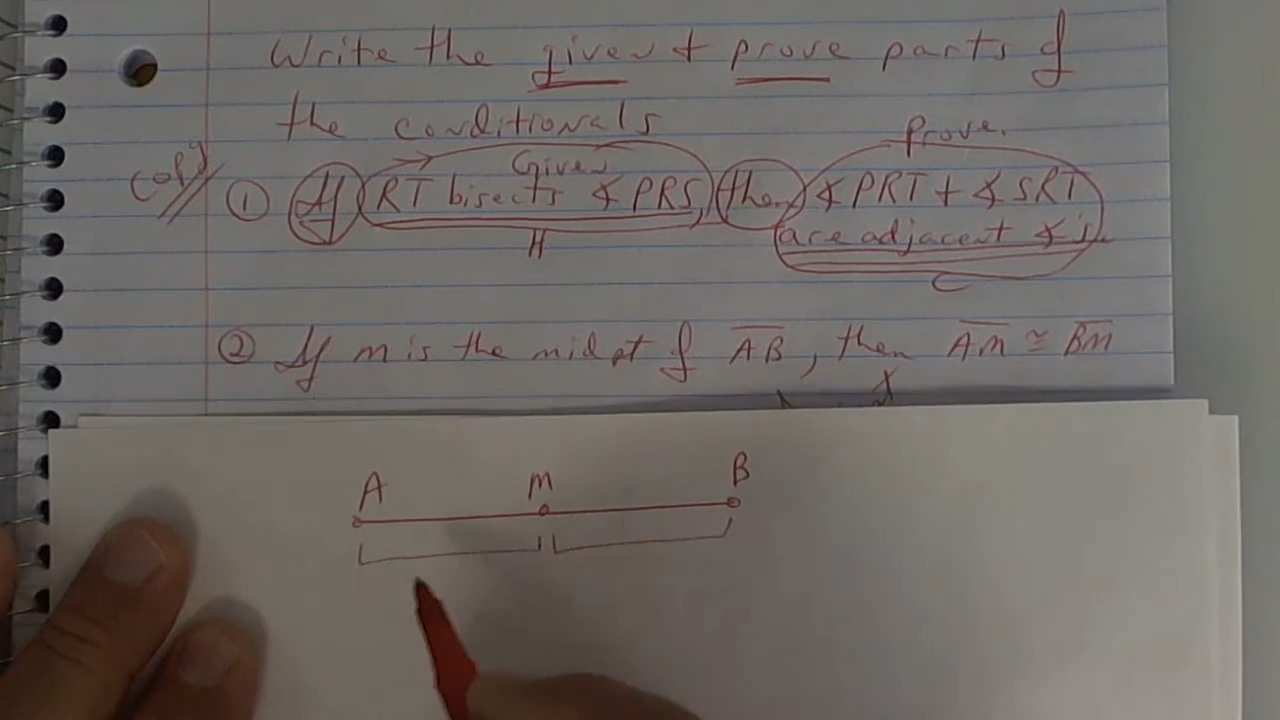 Write the given + prove parts of
the conditionals
Prove.
Given
① If RT bisects ∡PRS, then ∡PRT + ∡SRT
are adjacent ∡'s.
H
C
② If M is the midpt of AB, then AM ≅ BM
A M B